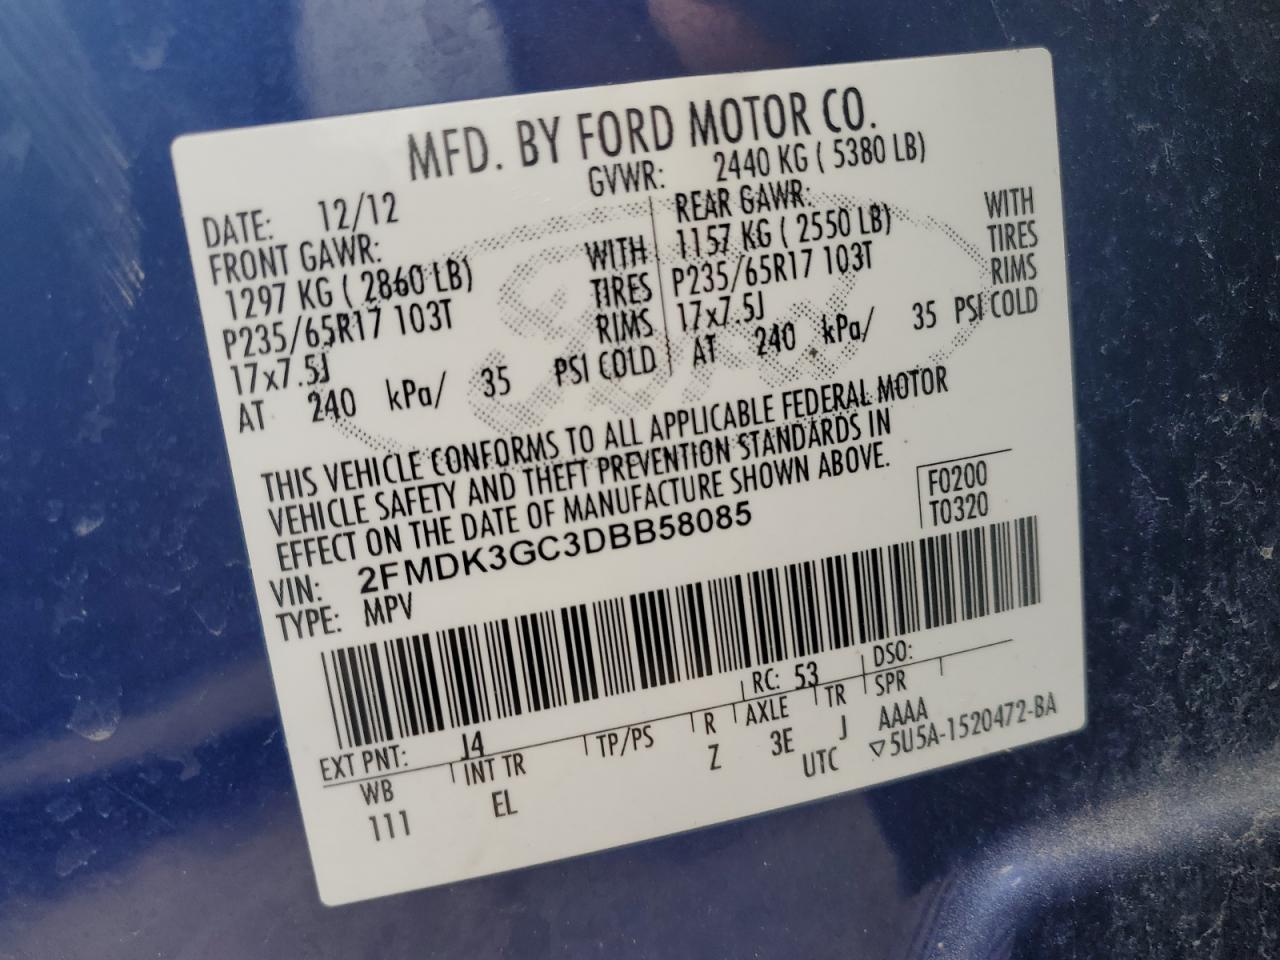 MFD. BY FORD MOTOR CO.
DATE: 12/12 GVWR: 2440 KG ( 5380 LB)
FRONT GAWR: REAR GAWR:
1297 KG ( 2860 LB) WITH 1157 KG ( 2550 LB) WITH
P235/65R17 103T TIRES P235/65R17 103T TIRES
17x7.5J RIMS 17x7.5J RIMS
AT 240 kPa/ 35 PSI COLD AT 240 kPa/ 35 PSI COLD
THIS VEHICLE CONFORMS TO ALL APPLICABLE FEDERAL MOTOR
VEHICLE SAFETY AND THEFT PREVENTION STANDARDS IN
EFFECT ON THE DATE OF MANUFACTURE SHOWN ABOVE.
VIN: 2FMDK3GC3DBB58085 F0200
TYPE: MPV T0320
EXT PNT: J4 RC: 53 DSO:
WB INT TR TP/PS R AXLE TR SPR
111 EL Z 3E J AAAA
UTC ▽5U5A-1520472-BA